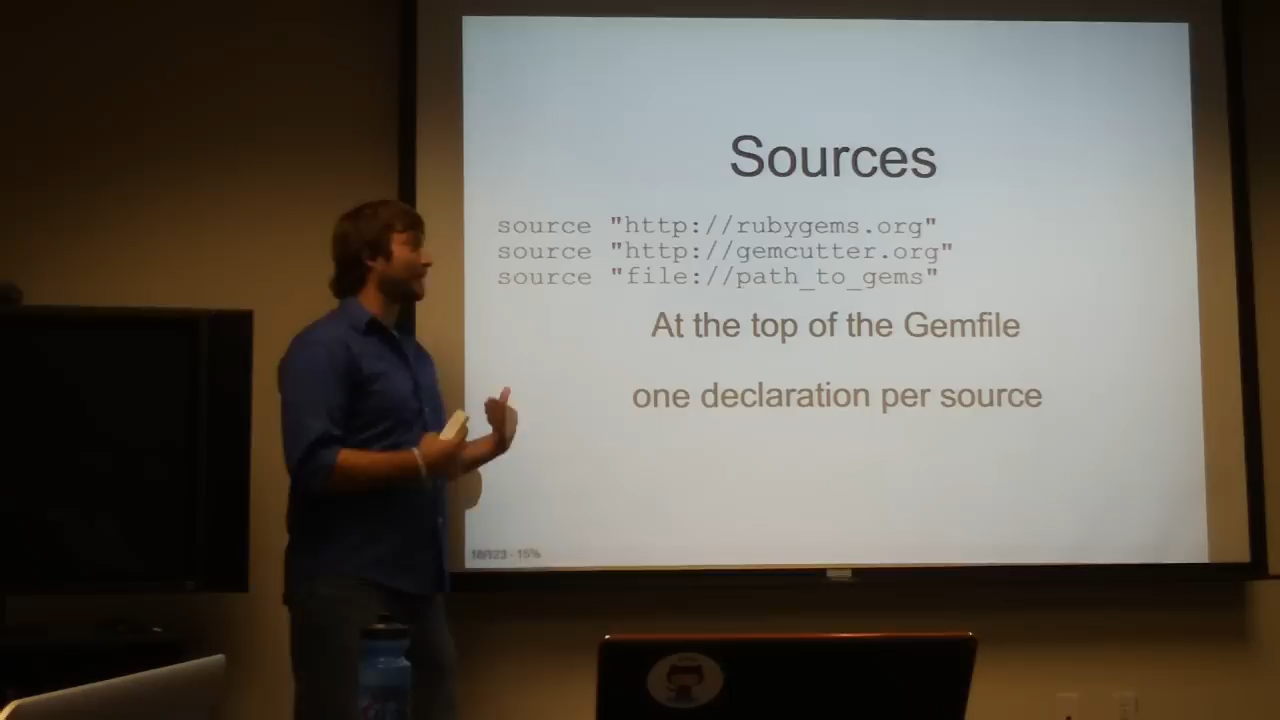 Sources
source "http://rubygems.org"
source "http://gemcutter.org"
source "file://path_to_gems"
At the top of the Gemfile
one declaration per source
15%